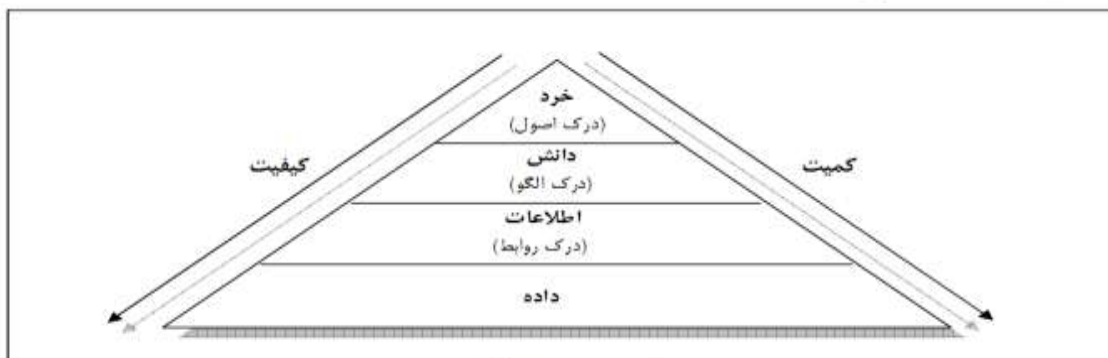 خرد
(درک اصول)
دانش
(درک الگو)
اطلاعات
(درک روابط)
داده
کمیت
کیفیت